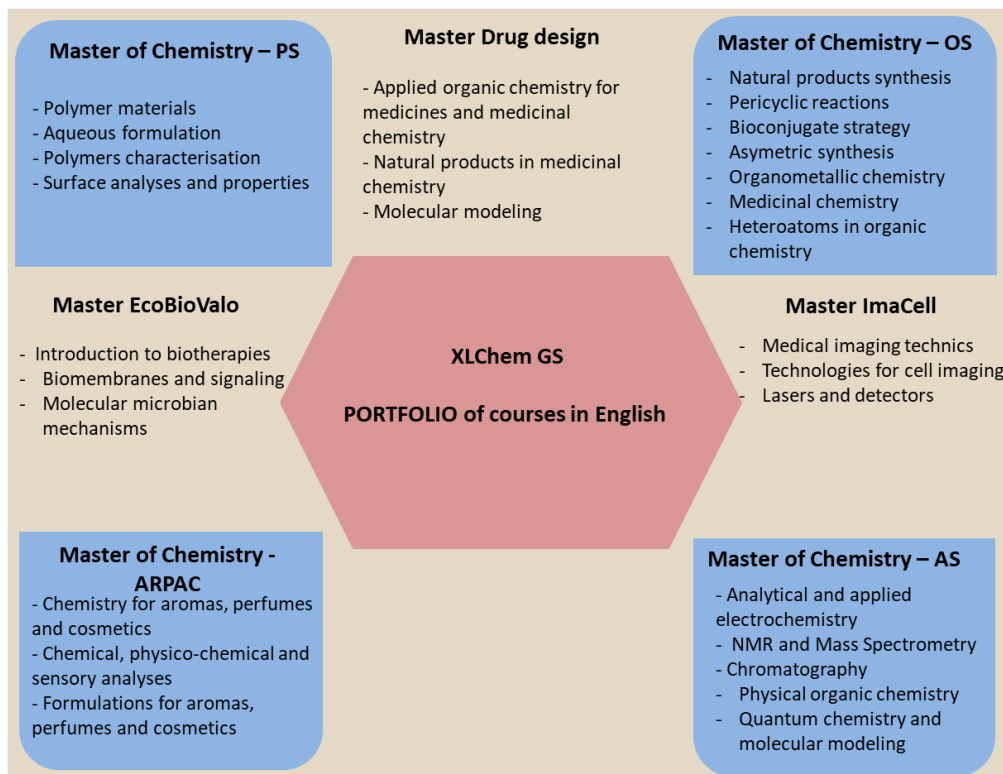 Master of Chemistry – PS
- Polymer materials
- Aqueous formulation
- Polymers characterisation
- Surface analyses and properties
Master Drug design
- Applied organic chemistry for
medicines and medicinal
chemistry
- Natural products in medicinal
chemistry
- Molecular modeling
Master of Chemistry – OS
- Natural products synthesis
- Pericyclic reactions
- Bioconjugate strategy
- Asymetric synthesis
- Organometallic chemistry
- Medicinal chemistry
- Heteroatoms in organic
chemistry
Master EcoBioValo
- Introduction to biotherapies
- Biomembranes and signaling
- Molecular microbian
mechanisms
XLChem GS
PORTFOLIO of courses in English
Master ImaCell
- Medical imaging technics
- Technologies for cell imaging
- Lasers and detectors
Master of Chemistry -
ARPAC
- Chemistry for aromas, perfumes
and cosmetics
- Chemical, physico-chemical and
sensory analyses
- Formulations for aromas,
perfumes and cosmetics
Master of Chemistry – AS
- Analytical and applied
electrochemistry
- NMR and Mass Spectrometry
- Chromatography
- Physical organic chemistry
- Quantum chemistry and
molecular modeling